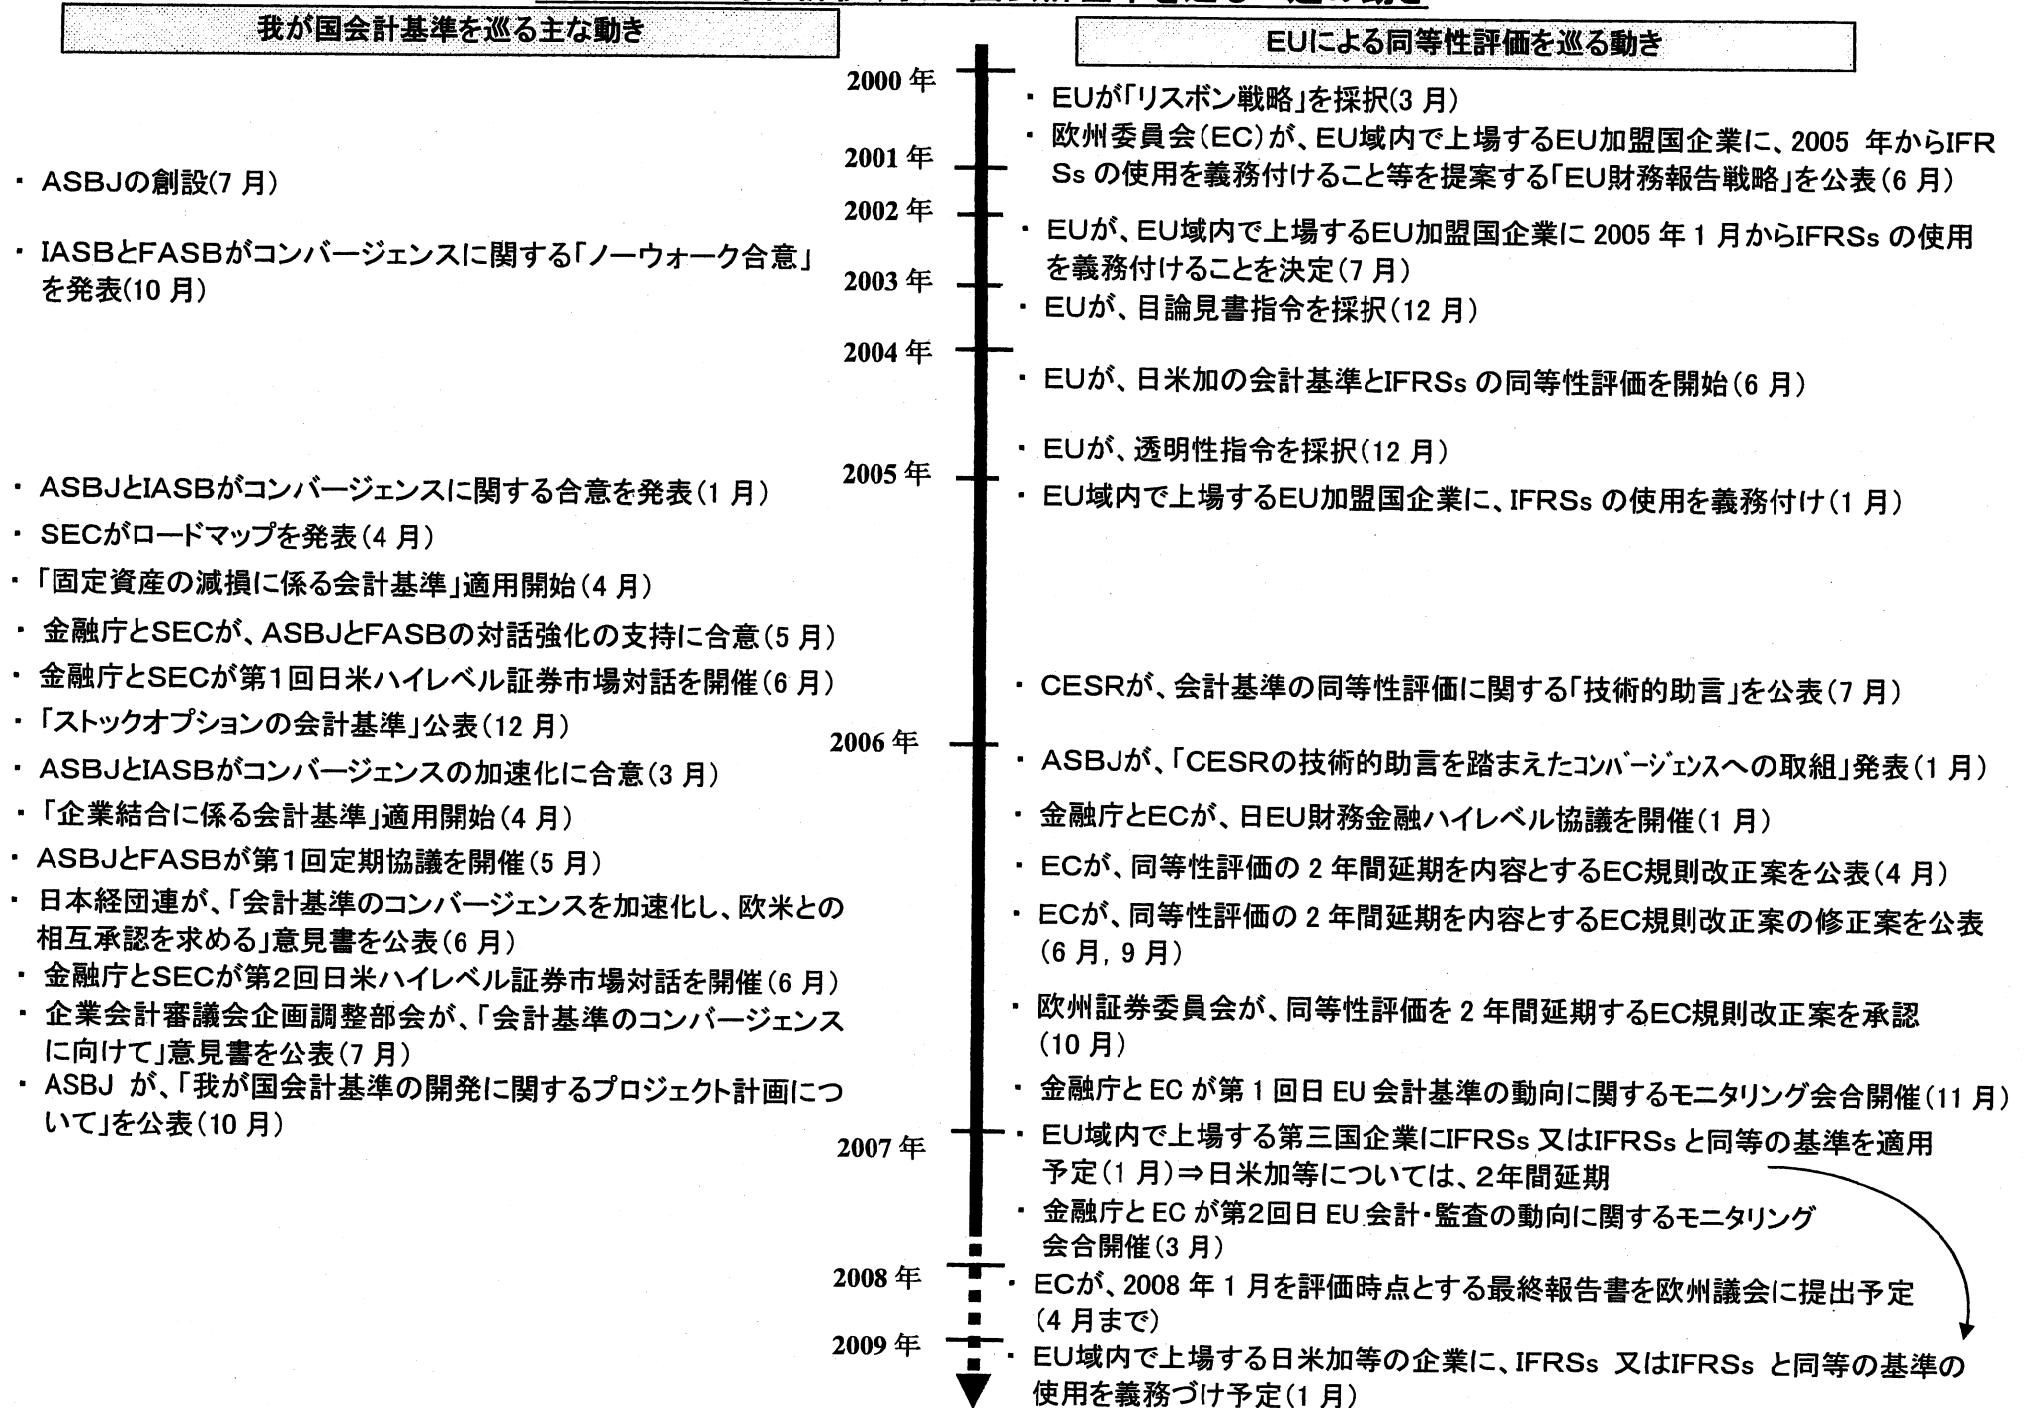 我が国会計基準を巡る主な動き
・ ASBJの創設(7月)
・ IASBとFASBがコンバージェンスに関する「ノーウォーク合意」
を発表(10月)
・ ASBJとIASBがコンバージェンスに関する合意を発表(1月)
・ SECがロードマップを発表(4月)
・ 「固定資産の減損に係る会計基準」適用開始(4月)
・ 金融庁とSECが、ASBJとFASBの対話強化の支持に合意(5月)
・ 金融庁とSECが第1回日米ハイレベル証券市場対話を開催(6月)
・ 「ストックオプションの会計基準」公表(12月)
・ ASBJとIASBがコンバージェンスの加速化に合意(3月)
・ 「企業結合に係る会計基準」適用開始(4月)
・ ASBJとFASBが第1回定期協議を開催(5月)
・ 日本経団連が、「会計基準のコンバージェンスを加速化し、欧米との
相互承認を求める」意見書を公表(6月)
・ 金融庁とSECが第2回日米ハイレベル証券市場対話を開催(6月)
・ 企業会計審議会企画調整部会が、「会計基準のコンバージェンス
に向けて」意見書を公表(7月)
・ ASBJ が、「我が国会計基準の開発に関するプロジェクト計画につ
いて」を公表(10月)
2000年
2001年
2002年
2003年
2004年
2005年
2006年
2007年
2008年
2009年
EUによる同等性評価を巡る動き
・ EUが「リスボン戦略」を採択(3月)
・ 欧州委員会(EC)が、EU域内で上場するEU加盟国企業に、2005 年からIFR
Ss の使用を義務付けること等を提案する「EU財務報告戦略」を公表(6月)
・ EUが、EU域内で上場するEU加盟国企業に 2005 年1月からIFRSs の使用
を義務付けることを決定(7月)
・ EUが、目論見書指令を採択(12月)
・ EUが、日米加の会計基準とIFRSs の同等性評価を開始(6月)
・ EUが、透明性指令を採択(12月)
・ EU域内で上場するEU加盟国企業に、IFRSs の使用を義務付け(1月)
・ CESRが、会計基準の同等性評価に関する「技術的助言」を公表(7月)
・ ASBJが、「CESRの技術的助言を踏まえたｺﾝﾊﾞｰｼﾞｪﾝｽへの取組」発表(1月)
・ 金融庁とECが、日EU財務金融ハイレベル協議を開催(1月)
・ ECが、同等性評価の 2 年間延期を内容とするEC規則改正案を公表(4月)
・ ECが、同等性評価の 2 年間延期を内容とするEC規則改正案の修正案を公表
(6月, 9月)
・ 欧州証券委員会が、同等性評価を 2 年間延期するEC規則改正案を承認
(10月)
・ 金融庁と EC が第 1 回日 EU 会計基準の動向に関するモニタリング会合開催(11月)
・ EU域内で上場する第三国企業にIFRSs 又はIFRSs と同等の基準を適用
予定(1月)⇒日米加等については、2年間延期
・ 金融庁と EC が第2回日 EU 会計・監査の動向に関するモニタリング
会合開催(3月)
・ ECが、2008 年 1 月を評価時点とする最終報告書を欧州議会に提出予定
(4月まで)
・ EU域内で上場する日米加等の企業に、IFRSs 又はIFRSs と同等の基準の
使用を義務づけ予定(1月)